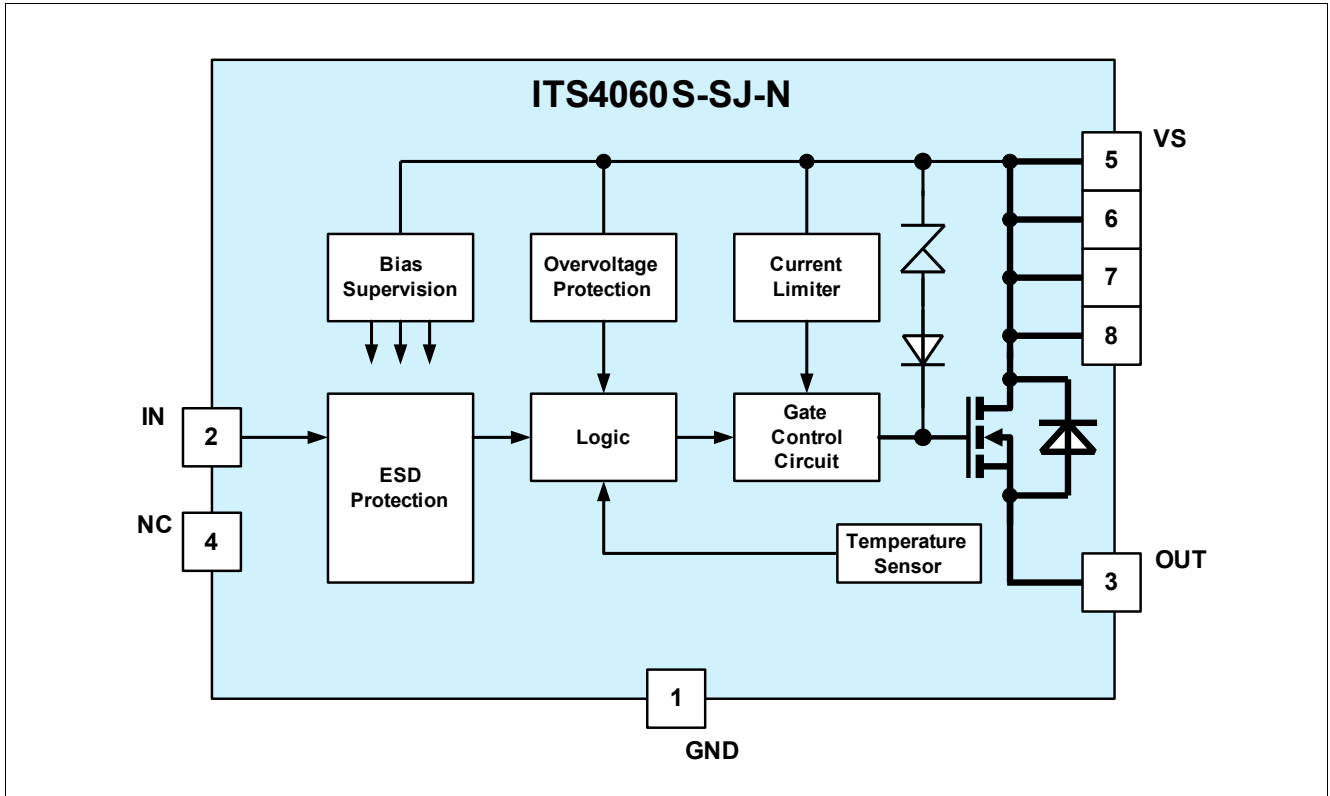 ITS4060S-SJ-N
VS
5
6
7
8
Bias
Supervision
Overvoltage
Protection
Current
Limiter
IN
2
NC
4
ESD
Protection
Logic
Gate
Control
Circuit
Temperature
Sensor
OUT
3
1
GND